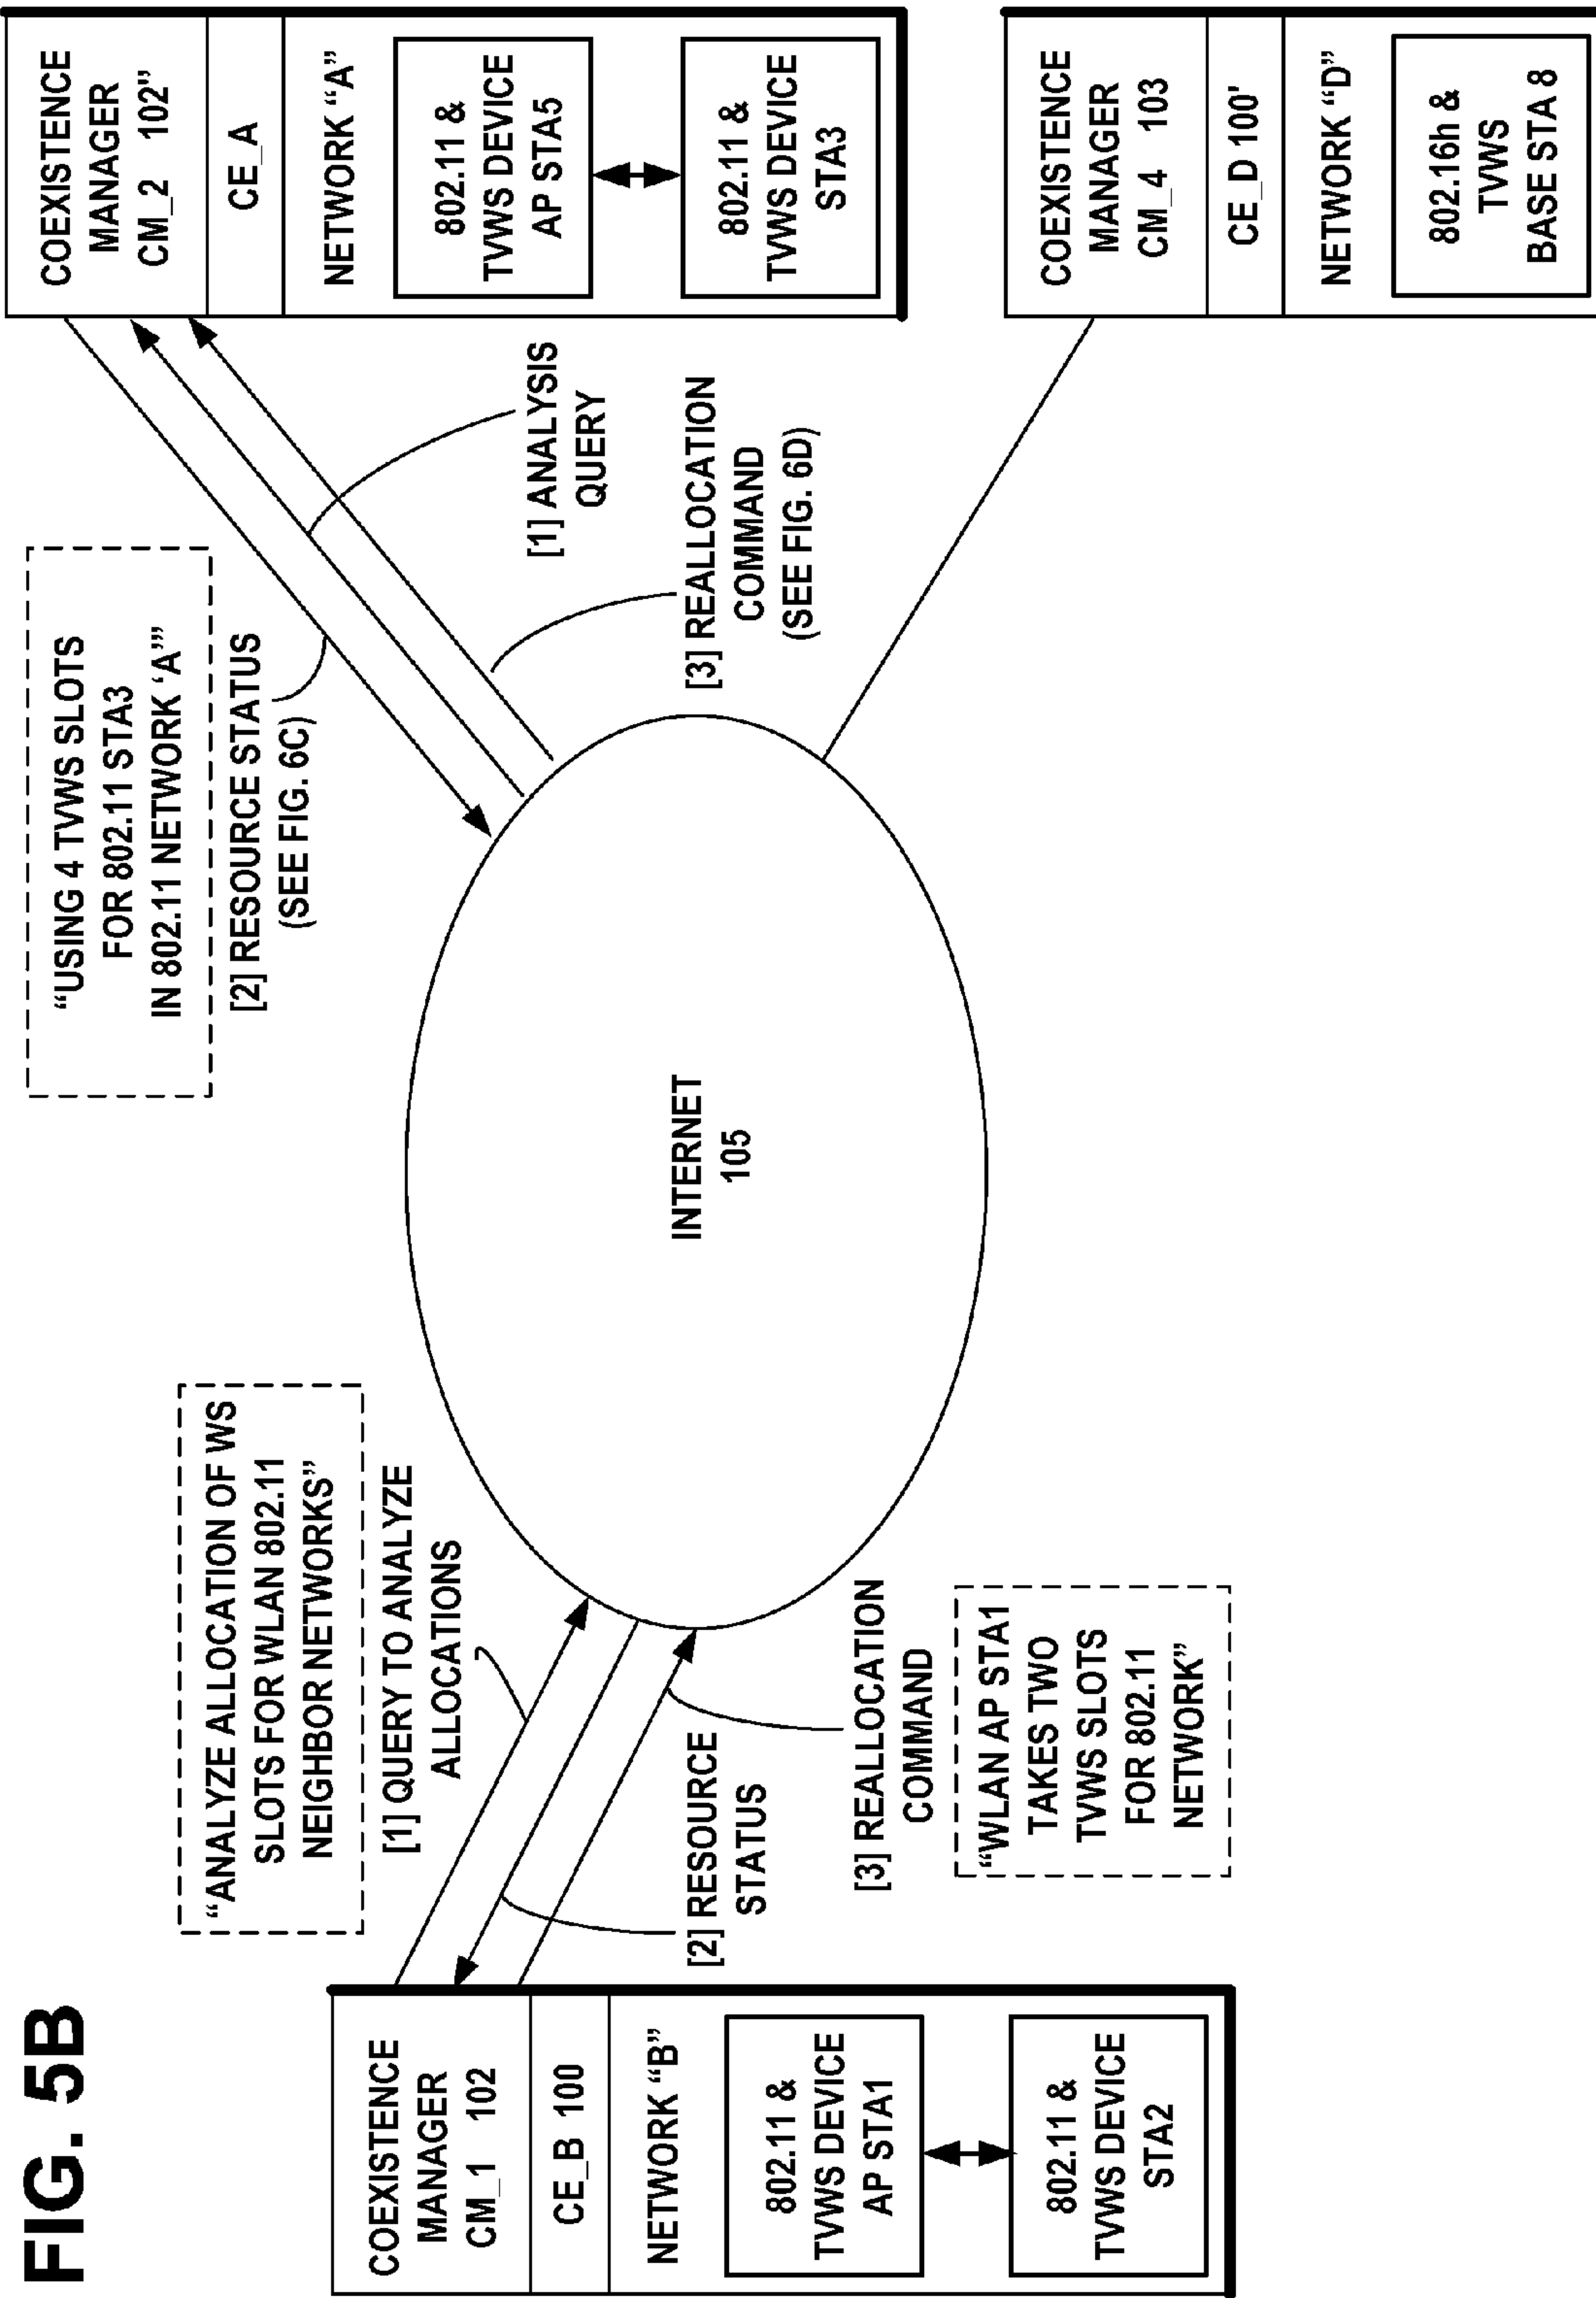 FIG. 5B
COEXISTENCE
MANAGER
CM_1 102
CE_B 100
NETWORK “B”
802.11 &
TVWS DEVICE
AP STA1
802.11 &
TVWS DEVICE
STA2
“ANALYZE ALLOCATION OF WS
SLOTS FOR WLAN 802.11
NEIGHBOR NETWORKS”
[1] QUERY TO ANALYZE
ALLOCATIONS
[2] RESOURCE
STATUS
[3] REALLOCATION
COMMAND
“WLAN AP STA1
TAKES TWO
TVWS SLOTS
FOR 802.11
NETWORK”
INTERNET
105
“USING 4 TVWS SLOTS
FOR 802.11 STA3
IN 802.11 NETWORK ‘A’”
[2] RESOURCE STATUS
(SEE FIG. 6C)
[1] ANALYSIS
QUERY
[3] REALLOCATION
COMMAND
(SEE FIG. 6D)
COEXISTENCE
MANAGER
CM_2 102”
CE_A
NETWORK “A”
802.11 &
TVWS DEVICE
AP STA5
802.11 &
TVWS DEVICE
STA3
COEXISTENCE
MANAGER
CM_4 103
CE_D 100'
NETWORK “D”
802.16h &
TVWS
BASE STA 8